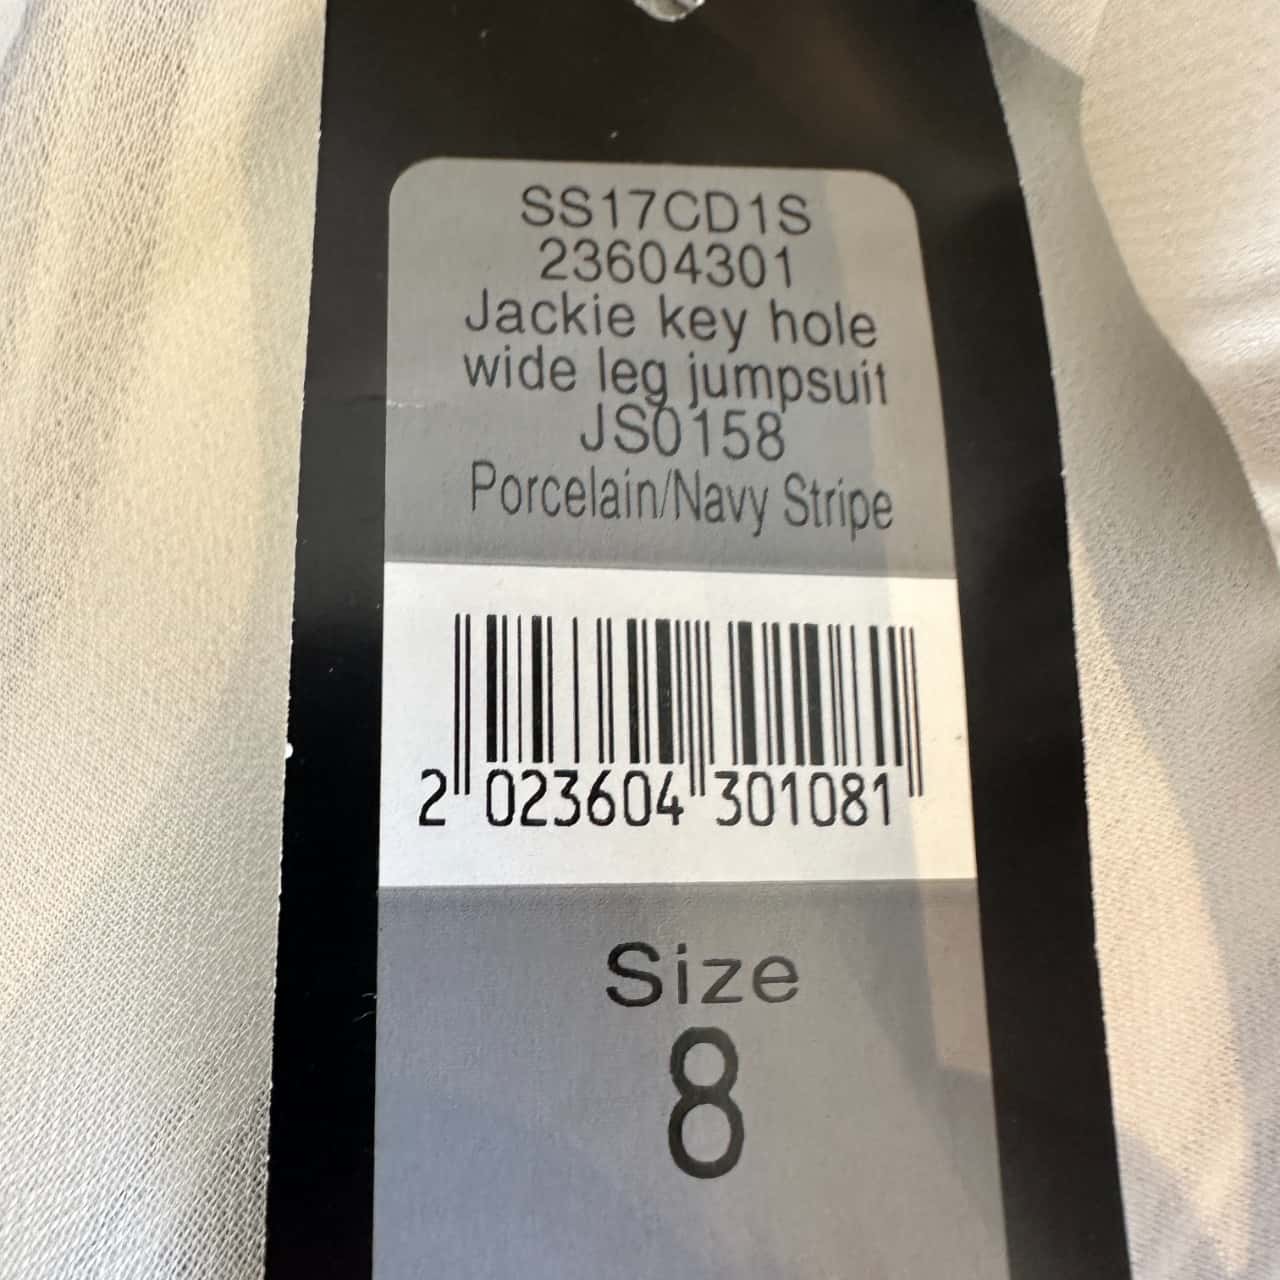 SS17CD1S
23604301
Jackie key hole
wide leg jumpsuit
JS0158
Porcelain/Navy Stripe
2 023604 301081
Size
8